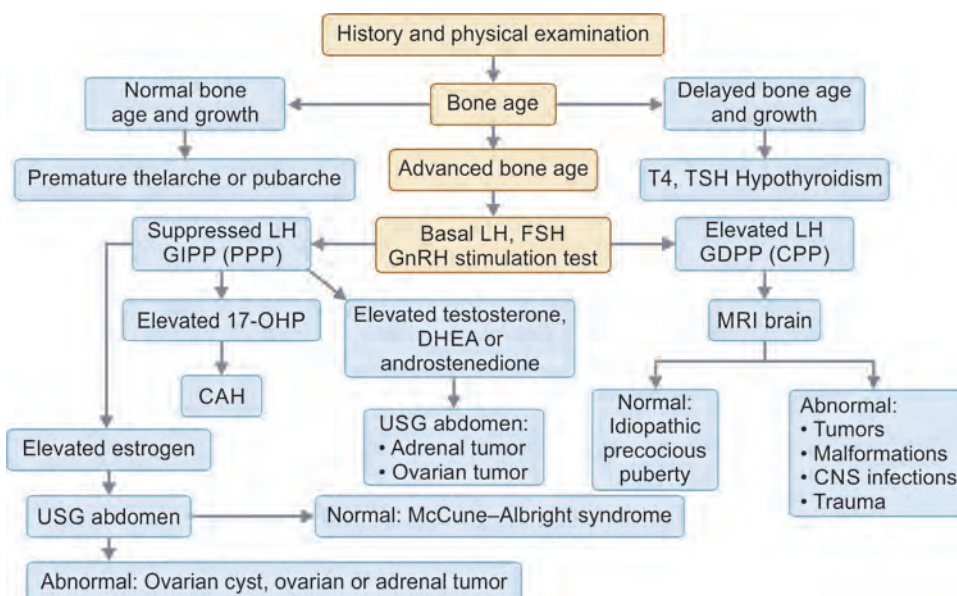 History and physical examination
Normal bone
age and growth
Bone age
Delayed bone age
and growth
Premature thelarche or pubarche
Advanced bone age
T4, TSH Hypothyroidism
Suppressed LH
GIPP (PPP)
Basal LH, FSH
GnRH stimulation test
Elevated LH
GDPP (CPP)
Elevated 17-OHP
Elevated testosterone,
DHEA or
androstenedione
MRI brain
CAH
USG abdomen:
• Adrenal tumor
• Ovarian tumor
Normal:
Idiopathic
precocious
puberty
Abnormal:
• Tumors
• Malformations
• CNS infections
• Trauma
Elevated estrogen
USG abdomen
Normal: McCune–Albright syndrome
Abnormal: Ovarian cyst, ovarian or adrenal tumor